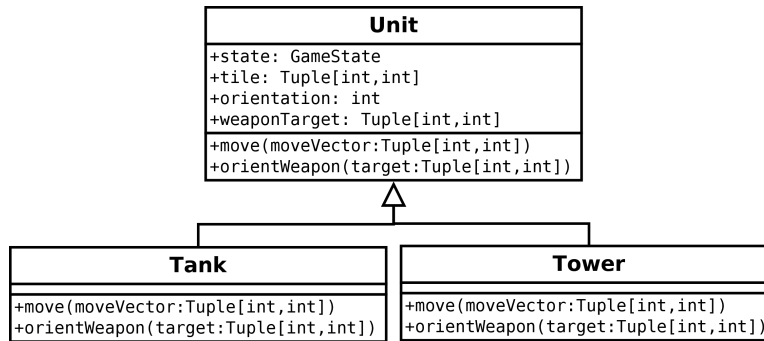 Unit
+state: GameState
+tile: Tuple[int,int]
+orientation: int
+weaponTarget: Tuple[int,int]
+move(moveVector:Tuple[int,int])
+orientWeapon(target:Tuple[int,int])
Tank
+move(moveVector:Tuple[int,int])
+orientWeapon(target:Tuple[int,int])
Tower
+move(moveVector:Tuple[int,int])
+orientWeapon(target:Tuple[int,int])